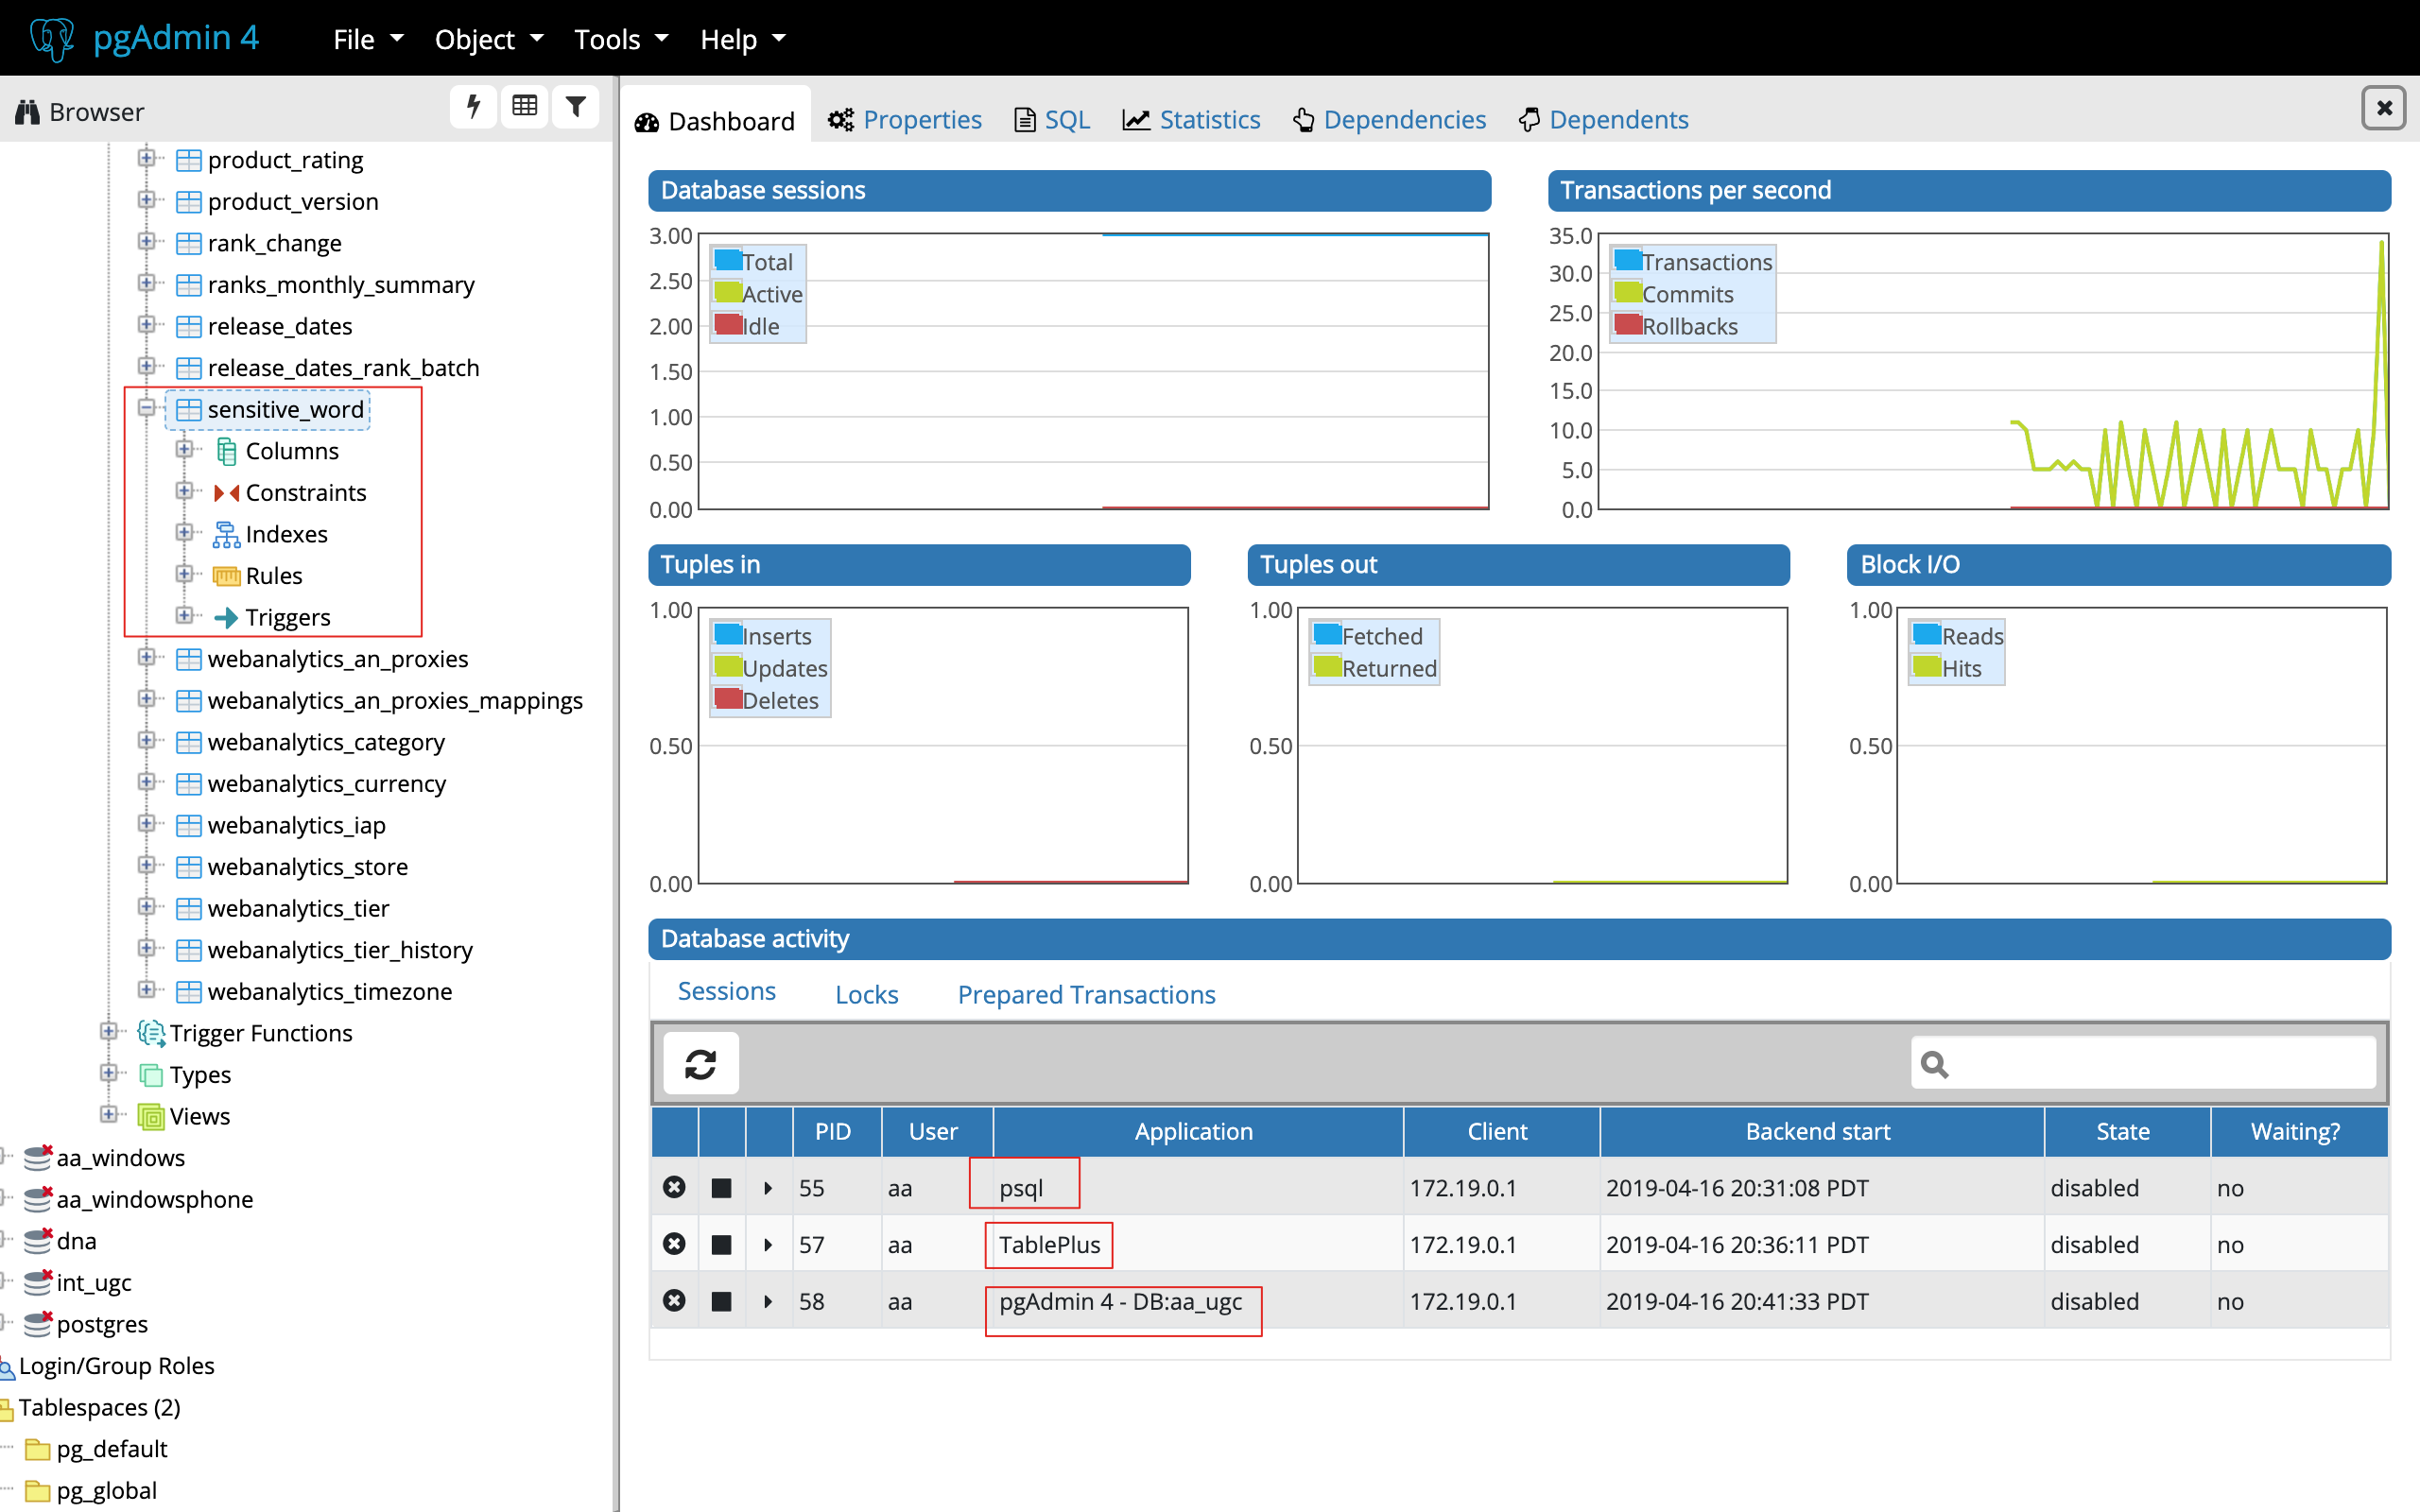 pgAdmin 4 File Object Tools Help
Browser
product_rating
product_version
rank_change
ranks_monthly_summary
release_dates
release_dates_rank_batch
sensitive_word
Columns
Constraints
Indexes
Rules
Triggers
webanalytics_an_proxies
webanalytics_an_proxies_mappings
webanalytics_category
webanalytics_currency
webanalytics_iap
webanalytics_store
webanalytics_tier
webanalytics_tier_history
webanalytics_timezone
Trigger Functions
Types
Views
aa_windows
aa_windowsphone
dna
int_ugc
postgres
Login/Group Roles
Tablespaces (2)
pg_default
pg_global
Dashboard Properties SQL Statistics Dependencies Dependents
Database sessions
3.00
2.50
2.00
1.50
1.00
0.50
0.00
Total
Active
Idle
Transactions per second
35.0
30.0
25.0
20.0
15.0
10.0
5.0
0.0
Transactions
Commits
Rollbacks
Tuples in
1.00
0.50
0.00
Inserts
Updates
Deletes
Tuples out
1.00
0.50
0.00
Fetched
Returned
Block I/O
1.00
0.50
0.00
Reads
Hits
Database activity
Sessions Locks Prepared Transactions
PID User Application Client Backend start State Waiting?
55 aa psql 172.19.0.1 2019-04-16 20:31:08 PDT disabled no
57 aa TablePlus 172.19.0.1 2019-04-16 20:36:11 PDT disabled no
58 aa pgAdmin 4 - DB:aa_ugc 172.19.0.1 2019-04-16 20:41:33 PDT disabled no